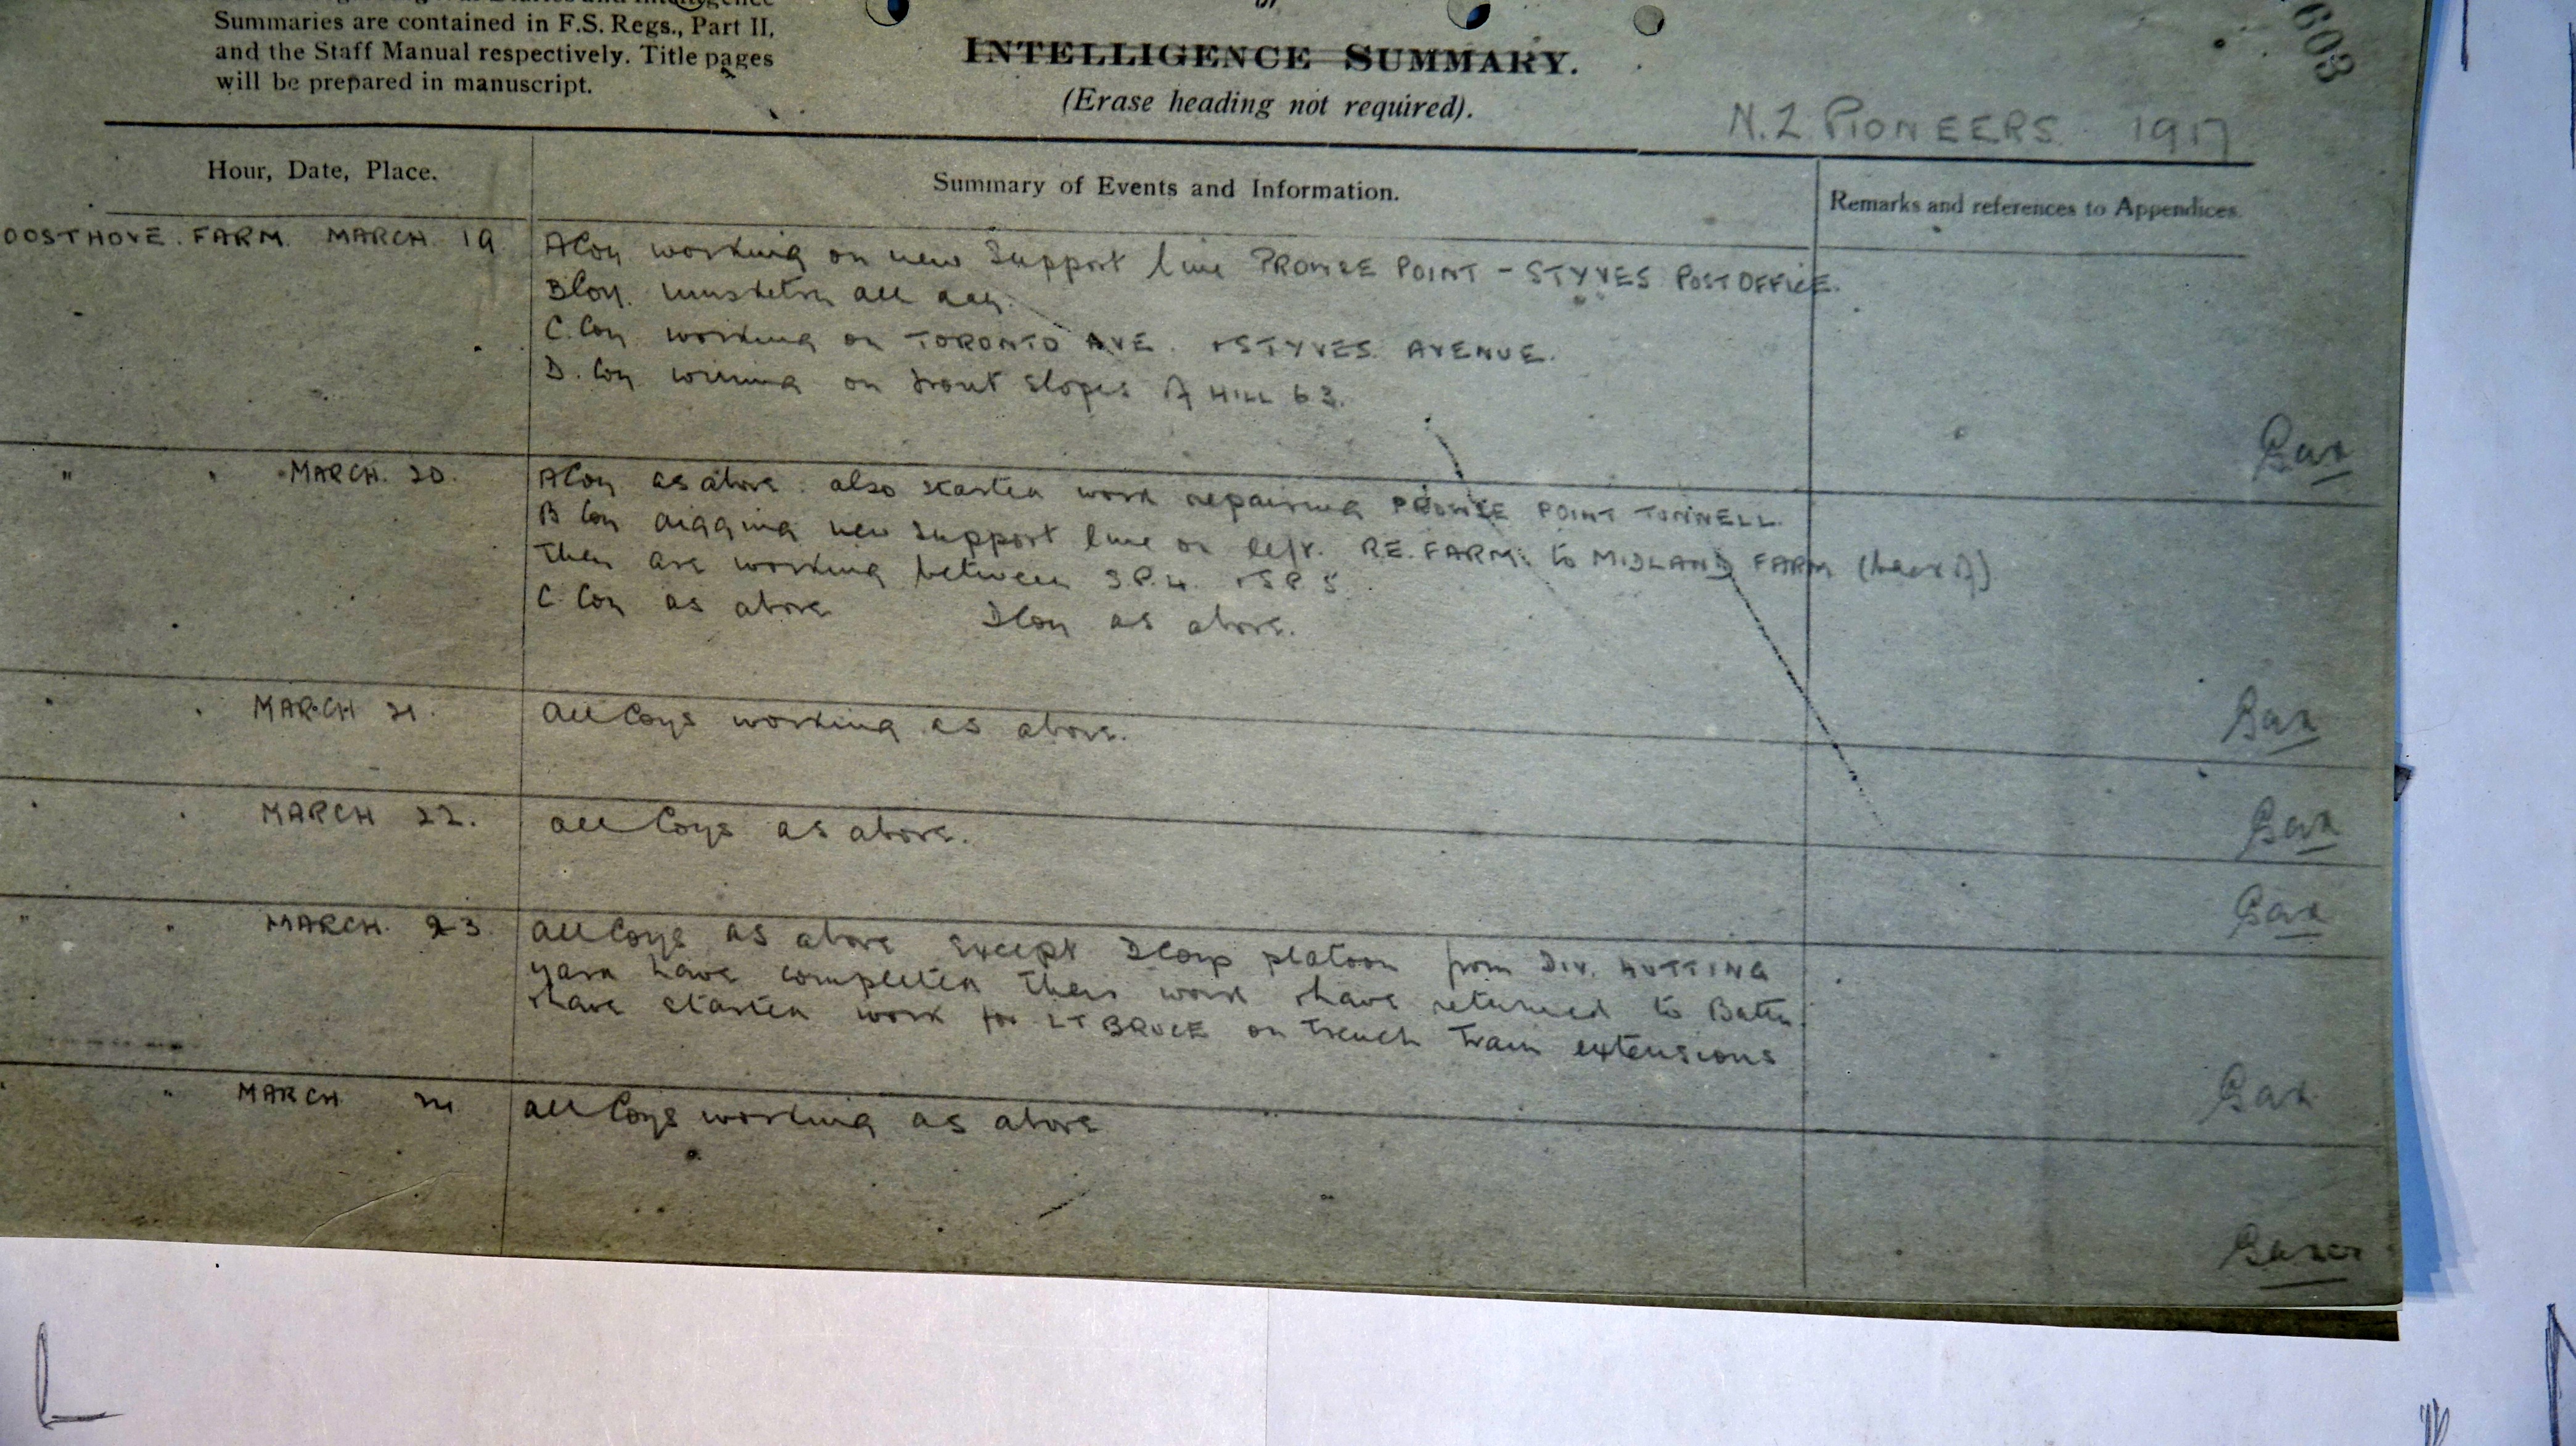 Summaries are contained in F.S. Regs., Part II,
and the Staff Manual respectively. Title pages
will be prepared in manuscript.
INTELLIGENCE SUMMARY.
(Erase heading not required).
603
N.Z PIONEERS 1917
Hour, Date, Place.
Summary of Events and Information.
Remarks and references to Appendices.
OOSTHOVE FARM. MARCH. 19
A Coy working on new Support line PROWSE POINT - ST YVES POST OFFICE.
B Coy. musketry all day.
C. Coy working on TORONTO AVE. + ST YVES AVENUE.
D. Coy wiring on front slopes of HILL 63.
" " MARCH. 20.
A Coy as above. also started work repairing PROWSE POINT TUNNELL.
B Coy digging new support line on left. RE. FARM. to MIDLAND FARM (back of)
They are working between S.P. 4. + S.P. 5.
C. Coy as above D Coy as above.
" " MARCH 21.
All Coys working as above.
" " MARCH 22.
All Coys as above.
" " MARCH. 23.
All Coys as above except D Coys platoon from DIV. HUTTING
yard have completed their work + have returned to Battn.
+ have started work for LT BRUCE on trench tram extensions
" " MARCH 24
All Coys working as above